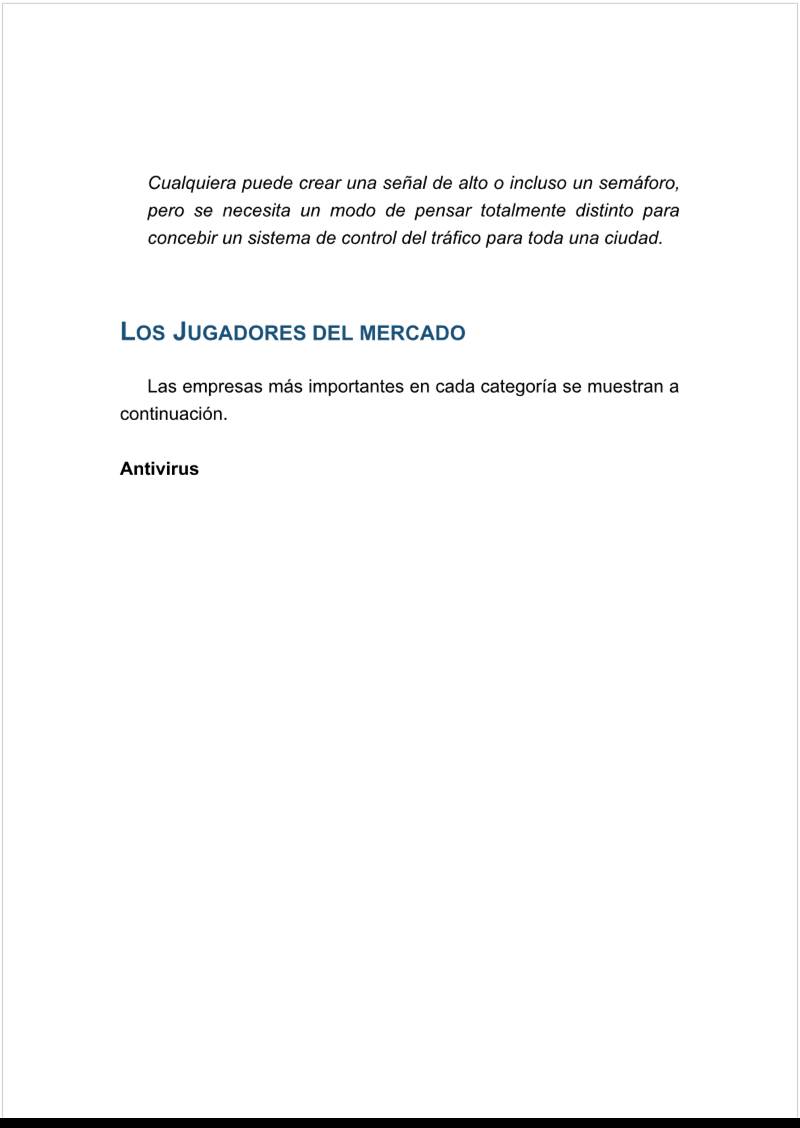 Cualquiera puede crear una señal de alto o incluso un semáforo,
pero se necesita un modo de pensar totalmente distinto para
concebir un sistema de control del tráfico para toda una ciudad.
LOS JUGADORES DEL MERCADO
Las empresas más importantes en cada categoría se muestran a
continuación.
Antivirus